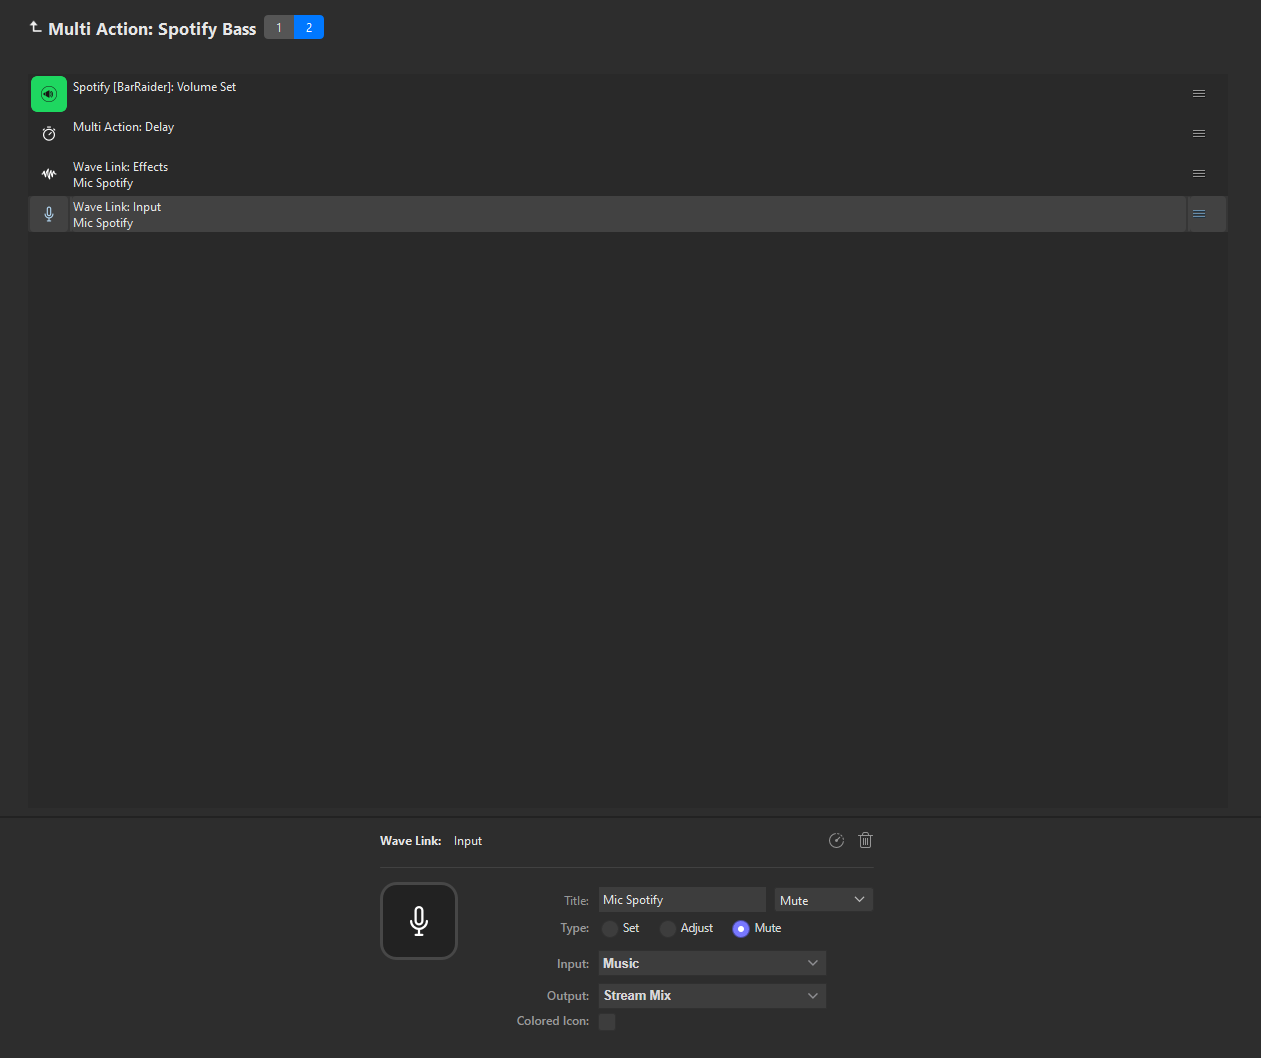 Multi Action: Spotify Bass 1 2
Spotify [BarRaider]: Volume Set
Multi Action: Delay
Wave Link: Effects
Mic Spotify
Wave Link: Input
Mic Spotify
Wave Link: Input
Title: Mic Spotify Mute
Type: Set Adjust Mute
Input: Music
Output: Stream Mix
Colored Icon: